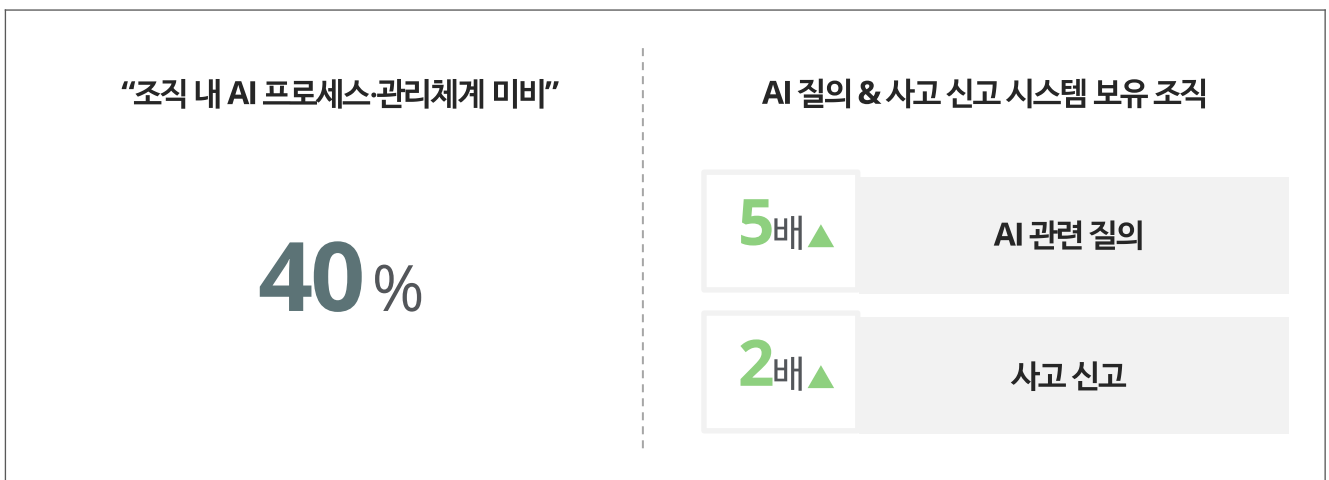 “조직 내 AI 프로세스·관리체계 미비”
40 %
AI 질의 & 사고 신고 시스템 보유 조직
5배▲
AI 관련 질의
2배▲
사고 신고